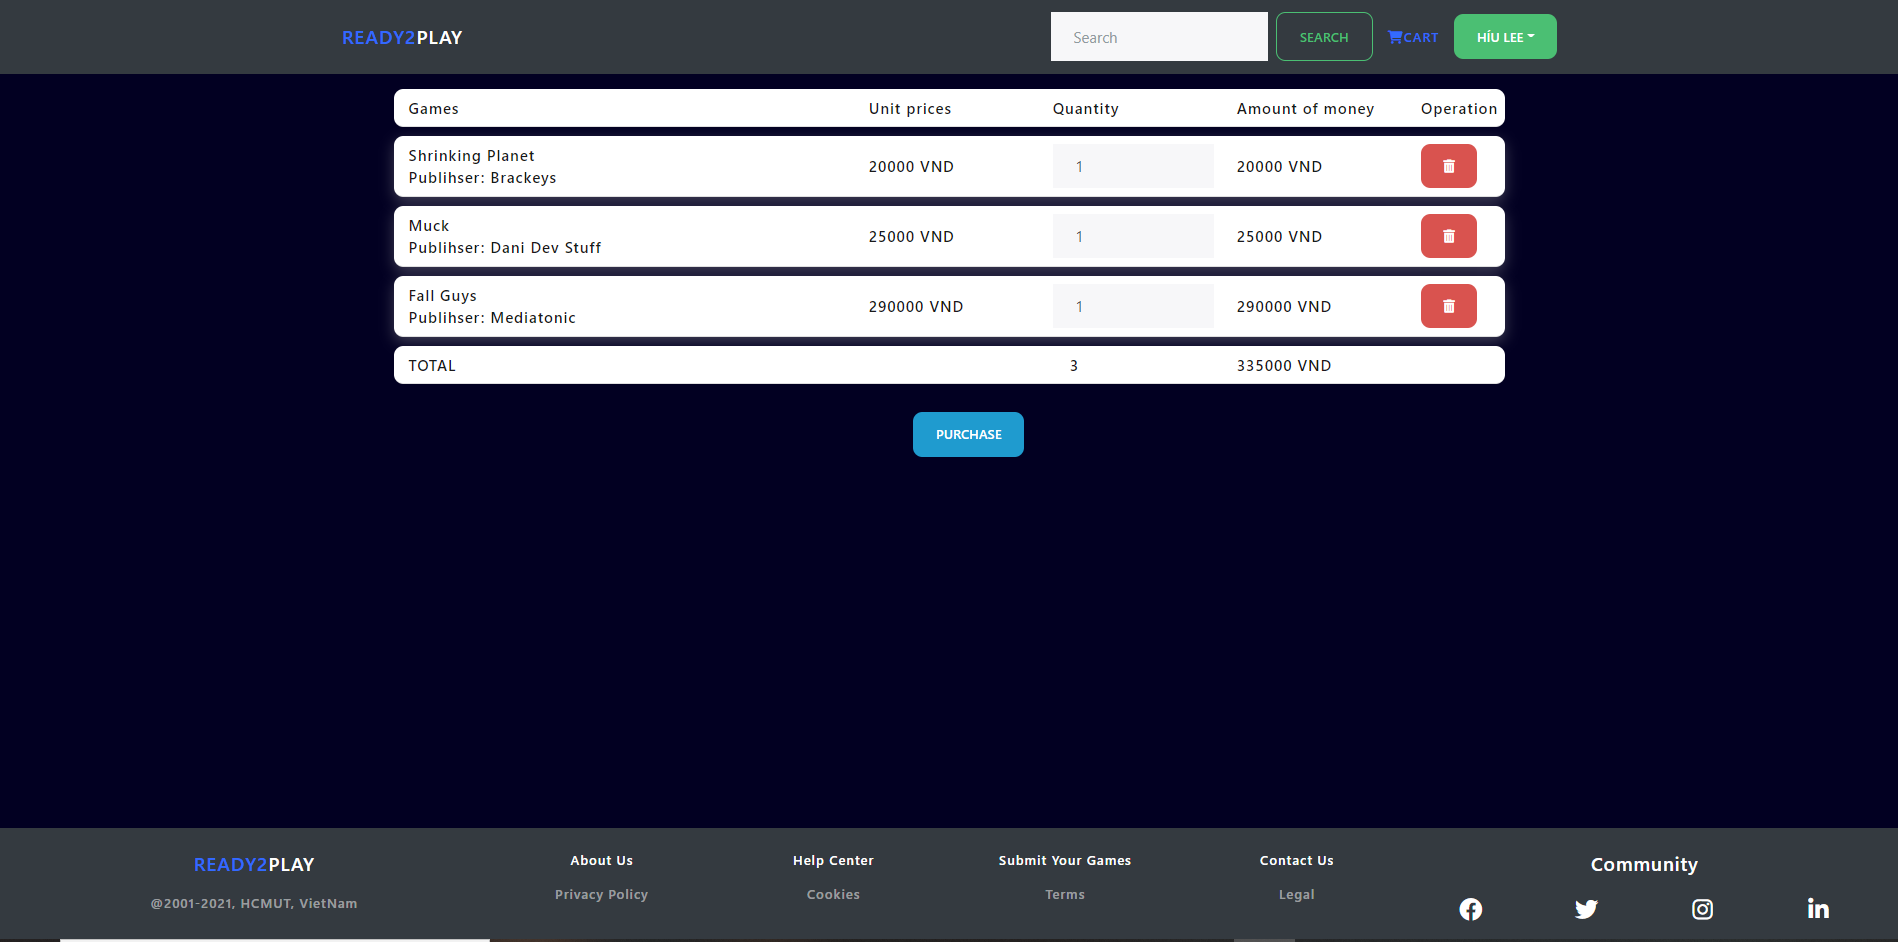 READY2PLAY
Search
SEARCH
CART
HÍU LEE
Games Unit prices Quantity Amount of money Operation
Shrinking Planet
Publihser: Brackeys
20000 VND 1 20000 VND
Muck
Publihser: Dani Dev Stuff
25000 VND 1 25000 VND
Fall Guys
Publihser: Mediatonic
290000 VND 1 290000 VND
TOTAL 3 335000 VND
PURCHASE
READY2PLAY
@2001-2021, HCMUT, VietNam
About Us
Privacy Policy
Help Center
Cookies
Submit Your Games
Terms
Contact Us
Legal
Community